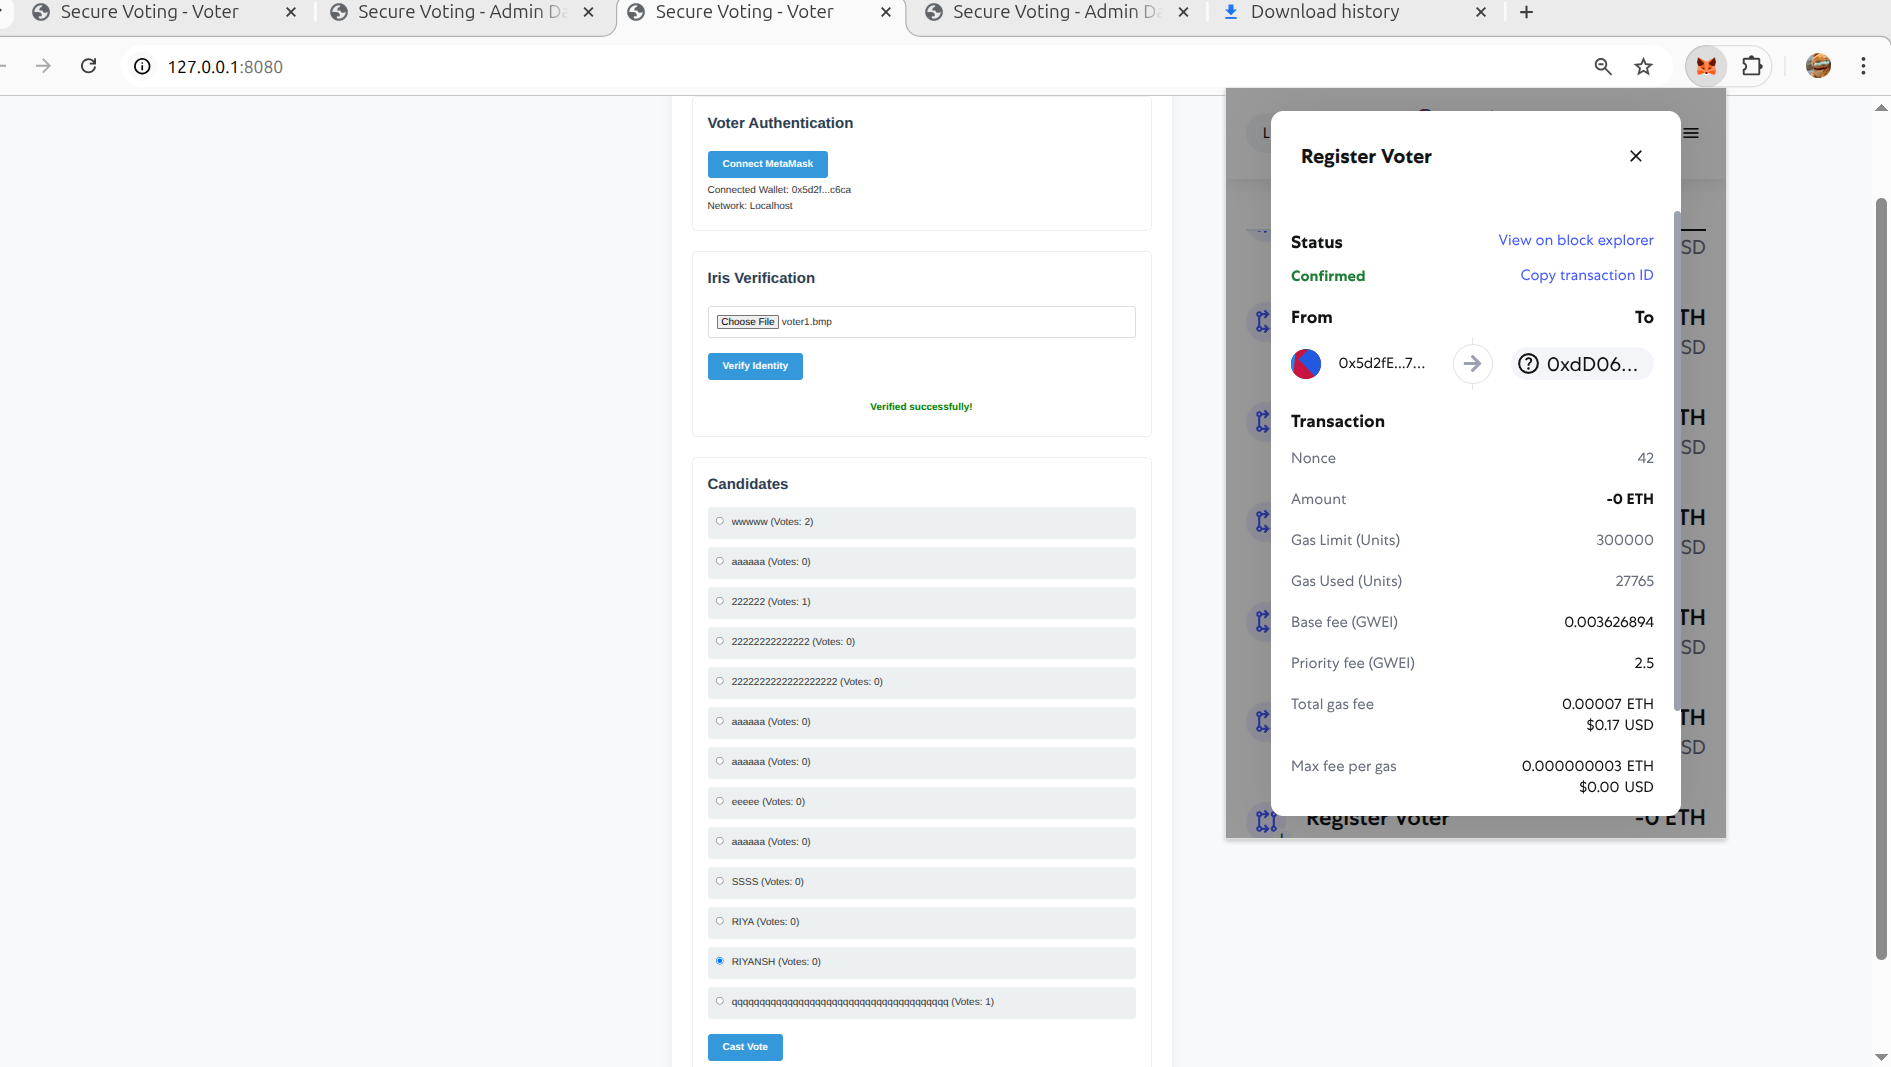 Secure Voting - Voter
Secure Voting - Admin Da
Secure Voting - Voter
Secure Voting - Admin Da
Download history
127.0.0.1:8080
Voter Authentication
Connect MetaMask
Connected Wallet: 0x5d2f...c6ca
Network: Localhost
Iris Verification
Choose File voter1.bmp
Verify Identity
Verified successfully!
Candidates
wwwww (Votes: 2)
aaaaaa (Votes: 0)
222222 (Votes: 1)
22222222222222 (Votes: 0)
2222222222222222222 (Votes: 0)
aaaaaa (Votes: 0)
aaaaaa (Votes: 0)
eeeee (Votes: 0)
aaaaaa (Votes: 0)
SSSS (Votes: 0)
RIYA (Votes: 0)
RIYANSH (Votes: 0)
(Votes: 1)
Cast Vote
L
Register Voter
Status
View on block explorer
Confirmed
Copy transaction ID
From To
0x5d2fE...7... 0xdD06...
Transaction
Nonce 42
Amount -0 ETH
Gas Limit (Units) 300000
Gas Used (Units) 27765
Base fee (GWEI) 0.003626894
Priority fee (GWEI) 2.5
Total gas fee 0.00007 ETH
$0.17 USD
Max fee per gas 0.000000003 ETH
$0.00 USD
SD
TH
SD
TH
SD
TH
SD
TH
SD
TH
SD
Register Voter -0 ETH